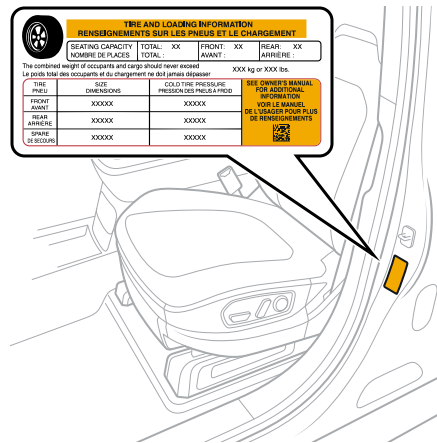 TIRE AND LOADING INFORMATION
RENSEIGNEMENTS SUR LES PNEUS ET LE CHARGEMENT
SEATING CAPACITY TOTAL: XX FRONT: XX REAR: XX
NOMBRE DE PLACES TOTAL : AVANT : ARRIÈRE :
The combined weight of occupants and cargo should never exceed
Le poids total des occupants et du chargement ne doit jamais dépasser XXX kg or XXX lbs.
TIRE SIZE COLD TIRE PRESSURE
PNEU DIMENSIONS PRESSION DES PNEUS A FROID
FRONT
AVANT XXXXX XXXXX
REAR
ARRIÈRE XXXXX XXXXX
SPARE
DE SECOURS XXXXX XXXXX
SEE OWNER'S MANUAL
FOR ADDITIONAL
INFORMATION
VOIR LE MANUEL
DE L'USAGER POUR PLUS
DE RENSEIGNEMENTS